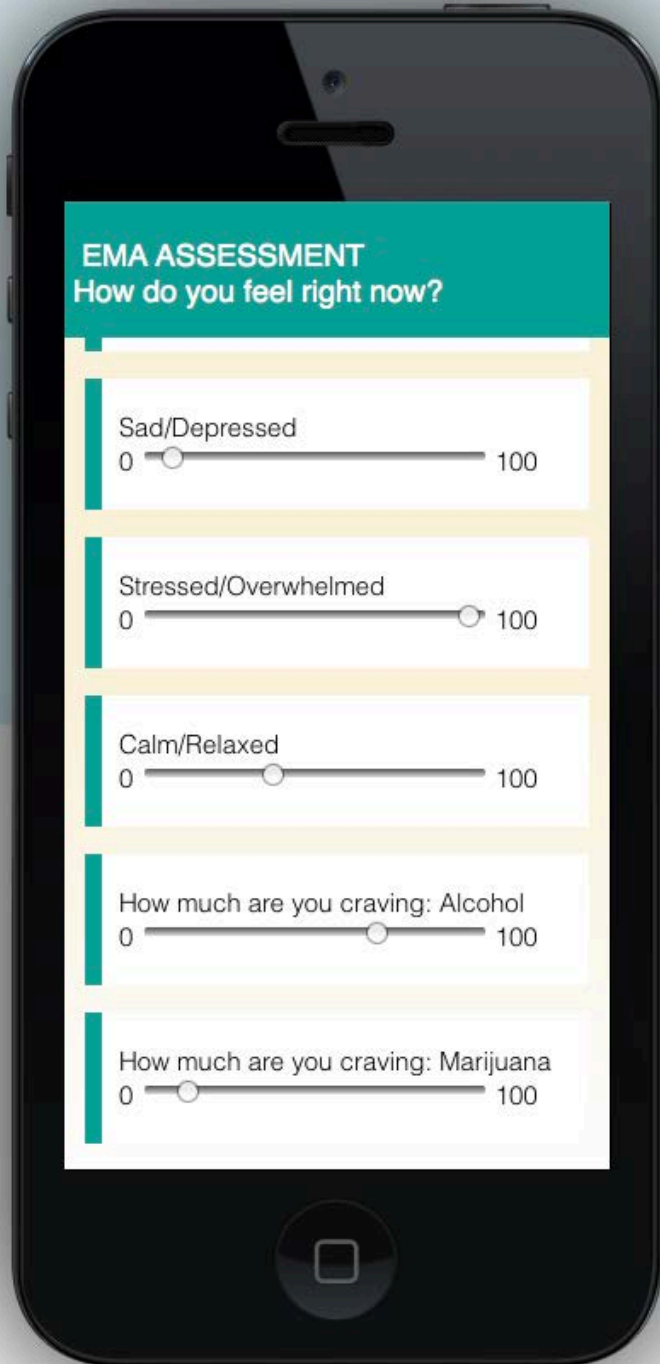 EMA ASSESSMENT
How do you feel right now?
Sad/Depressed
0 100
Stressed/Overwhelmed
0 100
Calm/Relaxed
0 100
How much are you craving: Alcohol
0 100
How much are you craving: Marijuana
0 100